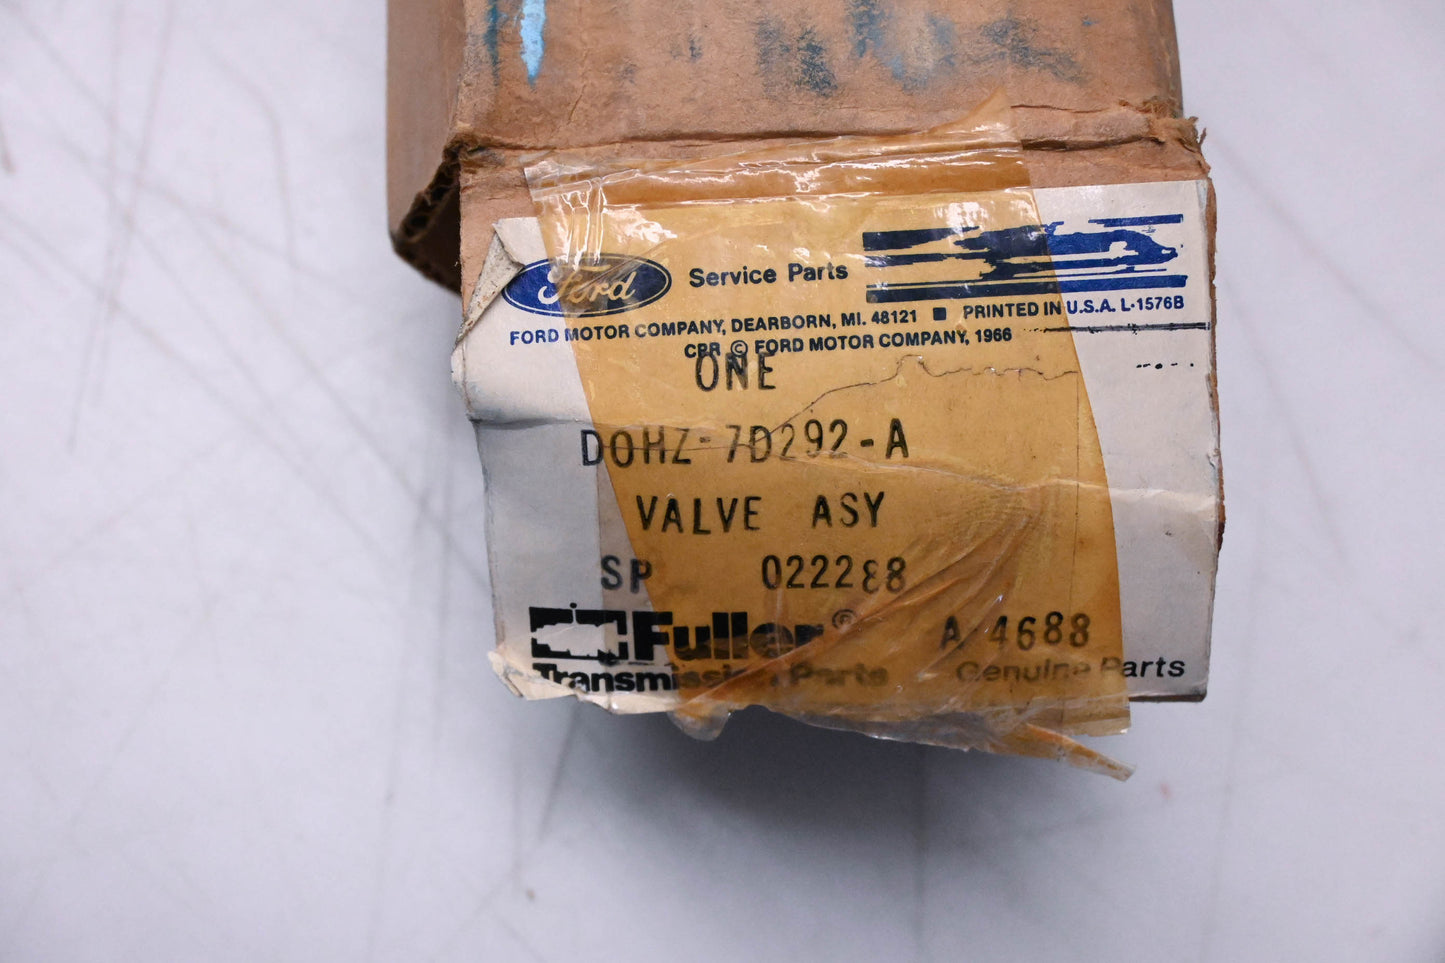 Ford Service Parts
FORD MOTOR COMPANY, DEARBORN, MI. 48121 ■ PRINTED IN U.S.A. L-1576B
CPR © FORD MOTOR COMPANY, 1966
ONE
DOHZ-7D292-A
VALVE ASY
SP 022288
Fuller® A-4688
Transmission Parts Genuine Parts